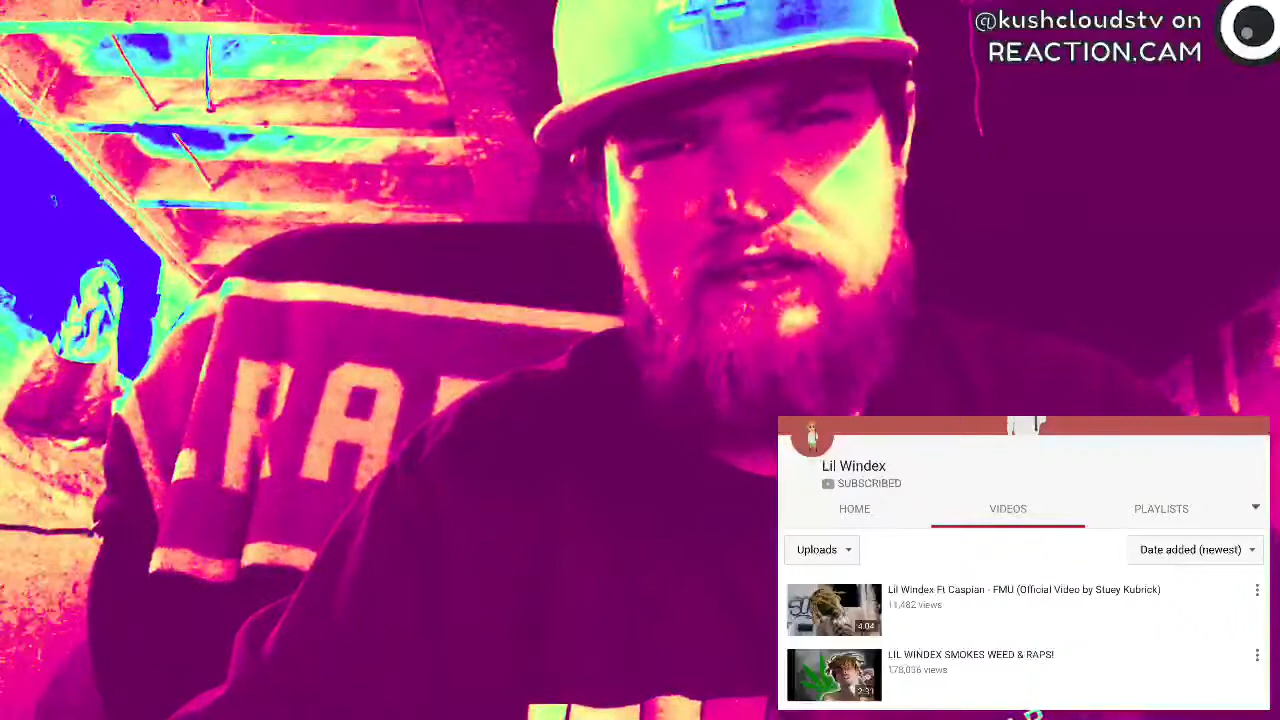 @kushcloudstv on
REACTION.CAM
Lil Windex
SUBSCRIBED
HOME
VIDEOS
PLAYLISTS
Uploads
Date added (newest)
Lil Windex Ft Caspian - FMU (Official Video by Stuey Kubrick)
11,482 views
4:04
LIL WINDEX SMOKES WEED & RAPS!
178,036 views
2:31